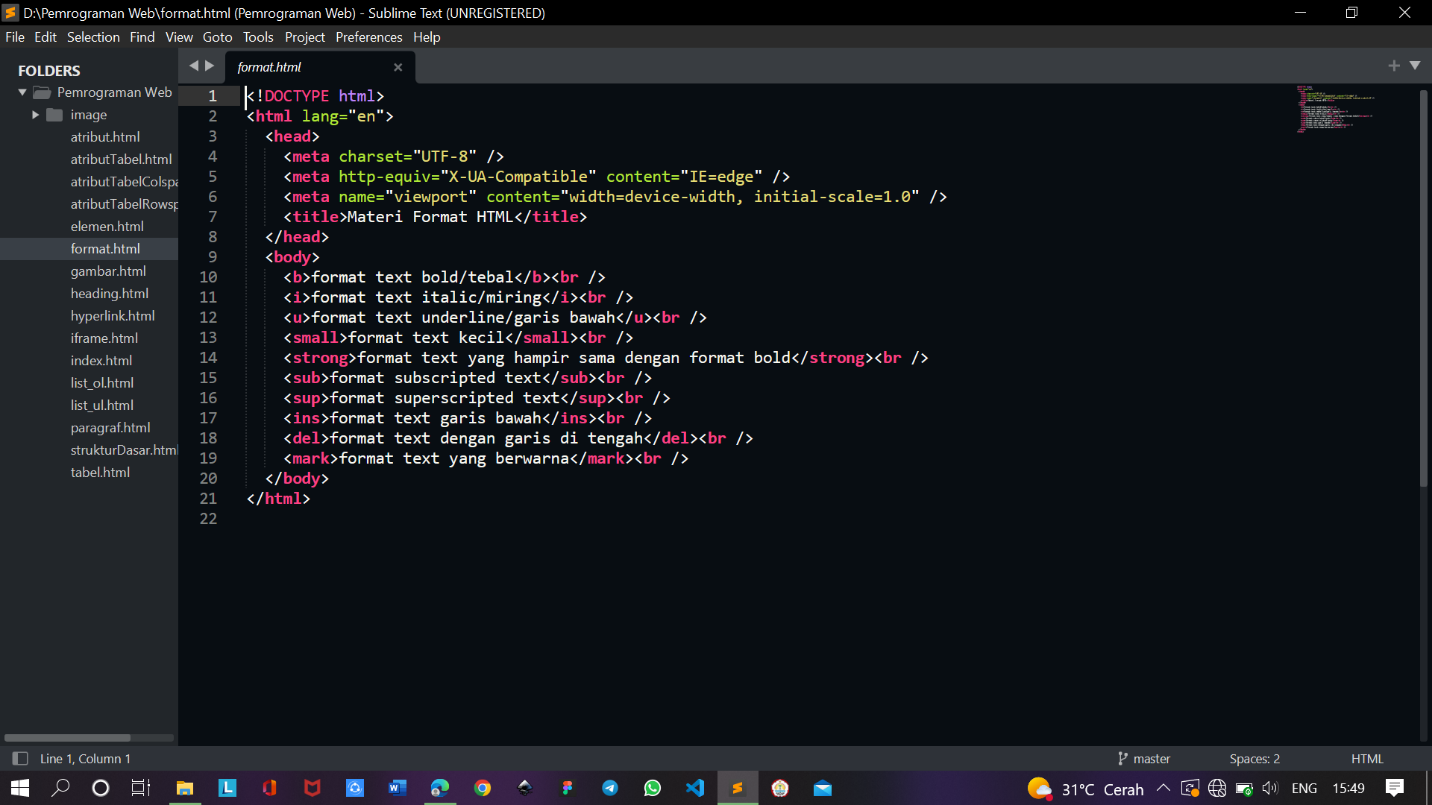 D:\Pemrograman Web\format.html (Pemrograman Web) - Sublime Text (UNREGISTERED)
File Edit Selection Find View Goto Tools Project Preferences Help
FOLDERS
Pemrograman Web
image
atribut.html
atributTabel.html
atributTabelColspa
atributTabelRowsp
elemen.html
format.html
gambar.html
heading.html
hyperlink.html
iframe.html
index.html
list_ol.html
list_ul.html
paragraf.html
strukturDasar.html
tabel.html
format.html
1 <!DOCTYPE html>
2 <html lang="en">
3 <head>
4 <meta charset="UTF-8" />
5 <meta http-equiv="X-UA-Compatible" content="IE=edge" />
6 <meta name="viewport" content="width=device-width, initial-scale=1.0" />
7 <title>Materi Format HTML</title>
8 </head>
9 <body>
10 <b>format text bold/tebal</b><br />
11 <i>format text italic/miring</i><br />
12 <u>format text underline/garis bawah</u><br />
13 <small>format text kecil</small><br />
14 <strong>format text yang hampir sama dengan format bold</strong><br />
15 <sub>format subscripted text</sub><br />
16 <sup>format superscripted text</sup><br />
17 <ins>format text garis bawah</ins><br />
18 <del>format text dengan garis di tengah</del><br />
19 <mark>format text yang berwarna</mark><br />
20 </body>
21 </html>
22
Line 1, Column 1
master
Spaces: 2
HTML
31°C Cerah
ENG
15:49